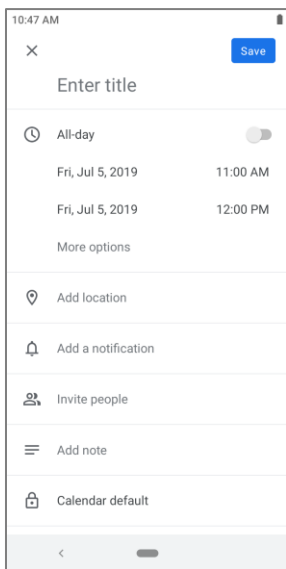 10:47 AM
Save
Enter title
All-day
Fri, Jul 5, 2019 11:00 AM
Fri, Jul 5, 2019 12:00 PM
More options
Add location
Add a notification
Invite people
Add note
Calendar default